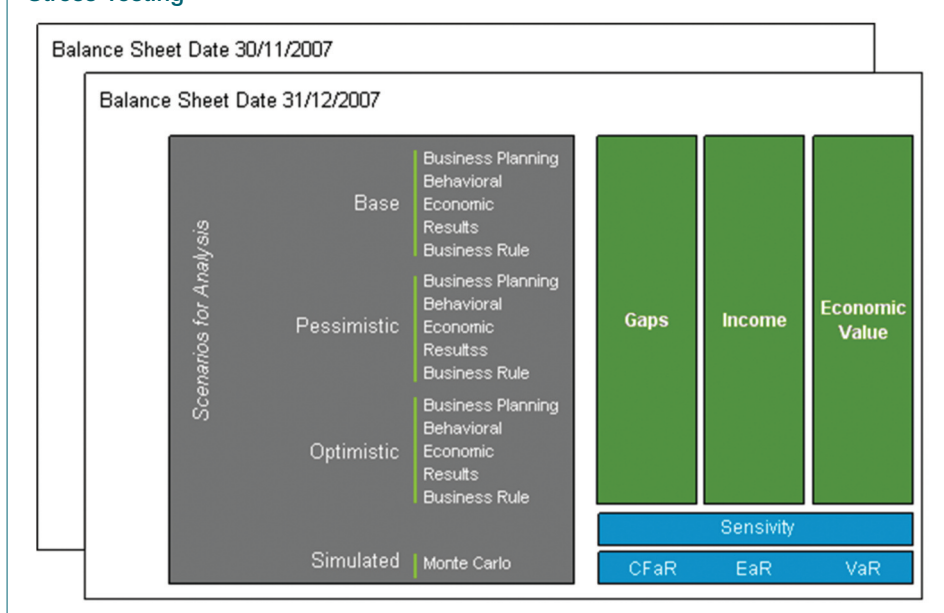 Stress Testing
Balance Sheet Date 30/11/2007
Balance Sheet Date 31/12/2007
Scenarios for Analysis
Base
Business Planning
Behavioral
Economic
Results
Business Rule
Pessimistic
Business Planning
Behavioral
Economic
Resultss
Business Rule
Optimistic
Business Planning
Behavioral
Economic
Results
Business Rule
Simulated
Monte Carlo
Gaps
Income
Economic
Value
Sensivity
CFaR
EaR
VaR